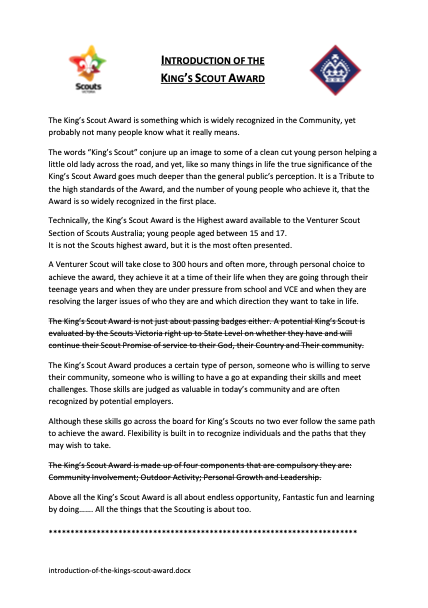 INTRODUCTION OF THE
KING'S SCOUT AWARD
Scouts
VICTORIA
The King's Scout Award is something which is widely recognized in the Community, yet
probably not many people know what it really means.
The words "King's Scout" conjure up an image to some of a clean cut young person helping a
little old lady across the road, and yet, like so many things in life the true significance of the
King's Scout Award goes much deeper than the general public's perception. It is a Tribute to
the high standards of the Award, and the number of young people who achieve it, that the
Award is so widely recognized in the first place.
Technically, the King's Scout Award is the Highest award available to the Venturer Scout
Section of Scouts Australia; young people aged between 15 and 17.
It is not the Scouts highest award, but it is the most often presented.
A Venturer Scout will take close to 300 hours and often more, through personal choice to
achieve the award, they achieve it at a time of their life when they are going through their
teenage years and when they are under pressure from school and VCE and when they are
resolving the larger issues of who they are and which direction they want to take in life.
The King's Scout Award is not just about passing badges either. A potential King's Scout is
evaluated by the Scouts Victoria right up to State Level on whether they have and will
continue their Scout Promise of service to their God, their Country and Their community.
The King's Scout Award produces a certain type of person, someone who is willing to serve
their community, someone who is willing to have a go at expanding their skills and meet
challenges. Those skills are judged as valuable in today's community and are often
recognized by potential employers.
Although these skills go across the board for King's Scouts no two ever follow the same path
to achieve the award. Flexibility is built in to recognize individuals and the paths that they
may wish to take.
The King's Scout Award is made up of four components that are compulsory they are:
Community Involvement; Outdoor Activity; Personal Growth and Leadership.
Above all the King's Scout Award is all about endless opportunity, Fantastic fun and learning
by doing....... All the things that the Scouting is about too.
************************************************************************
introduction-of-the-kings-scout-award.docx